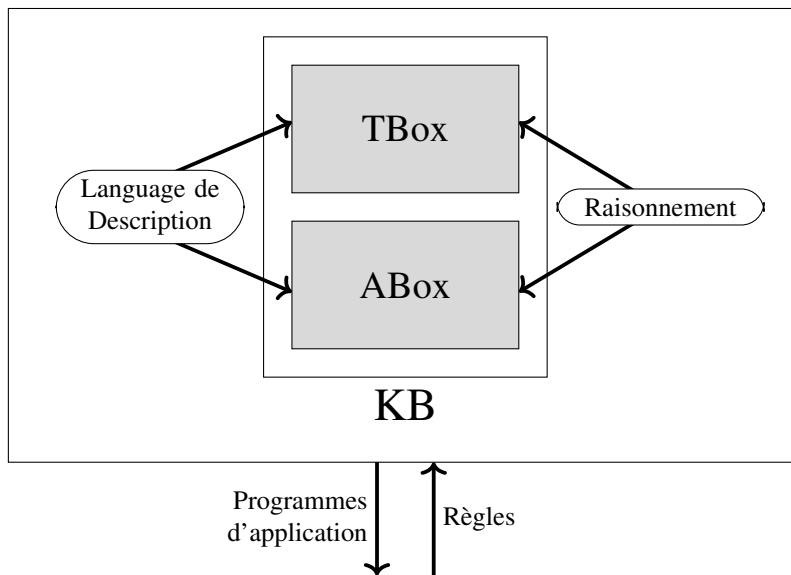 TBox
Language de
Description
Raisonnement
ABox
KB
Programmes
d'application
Règles